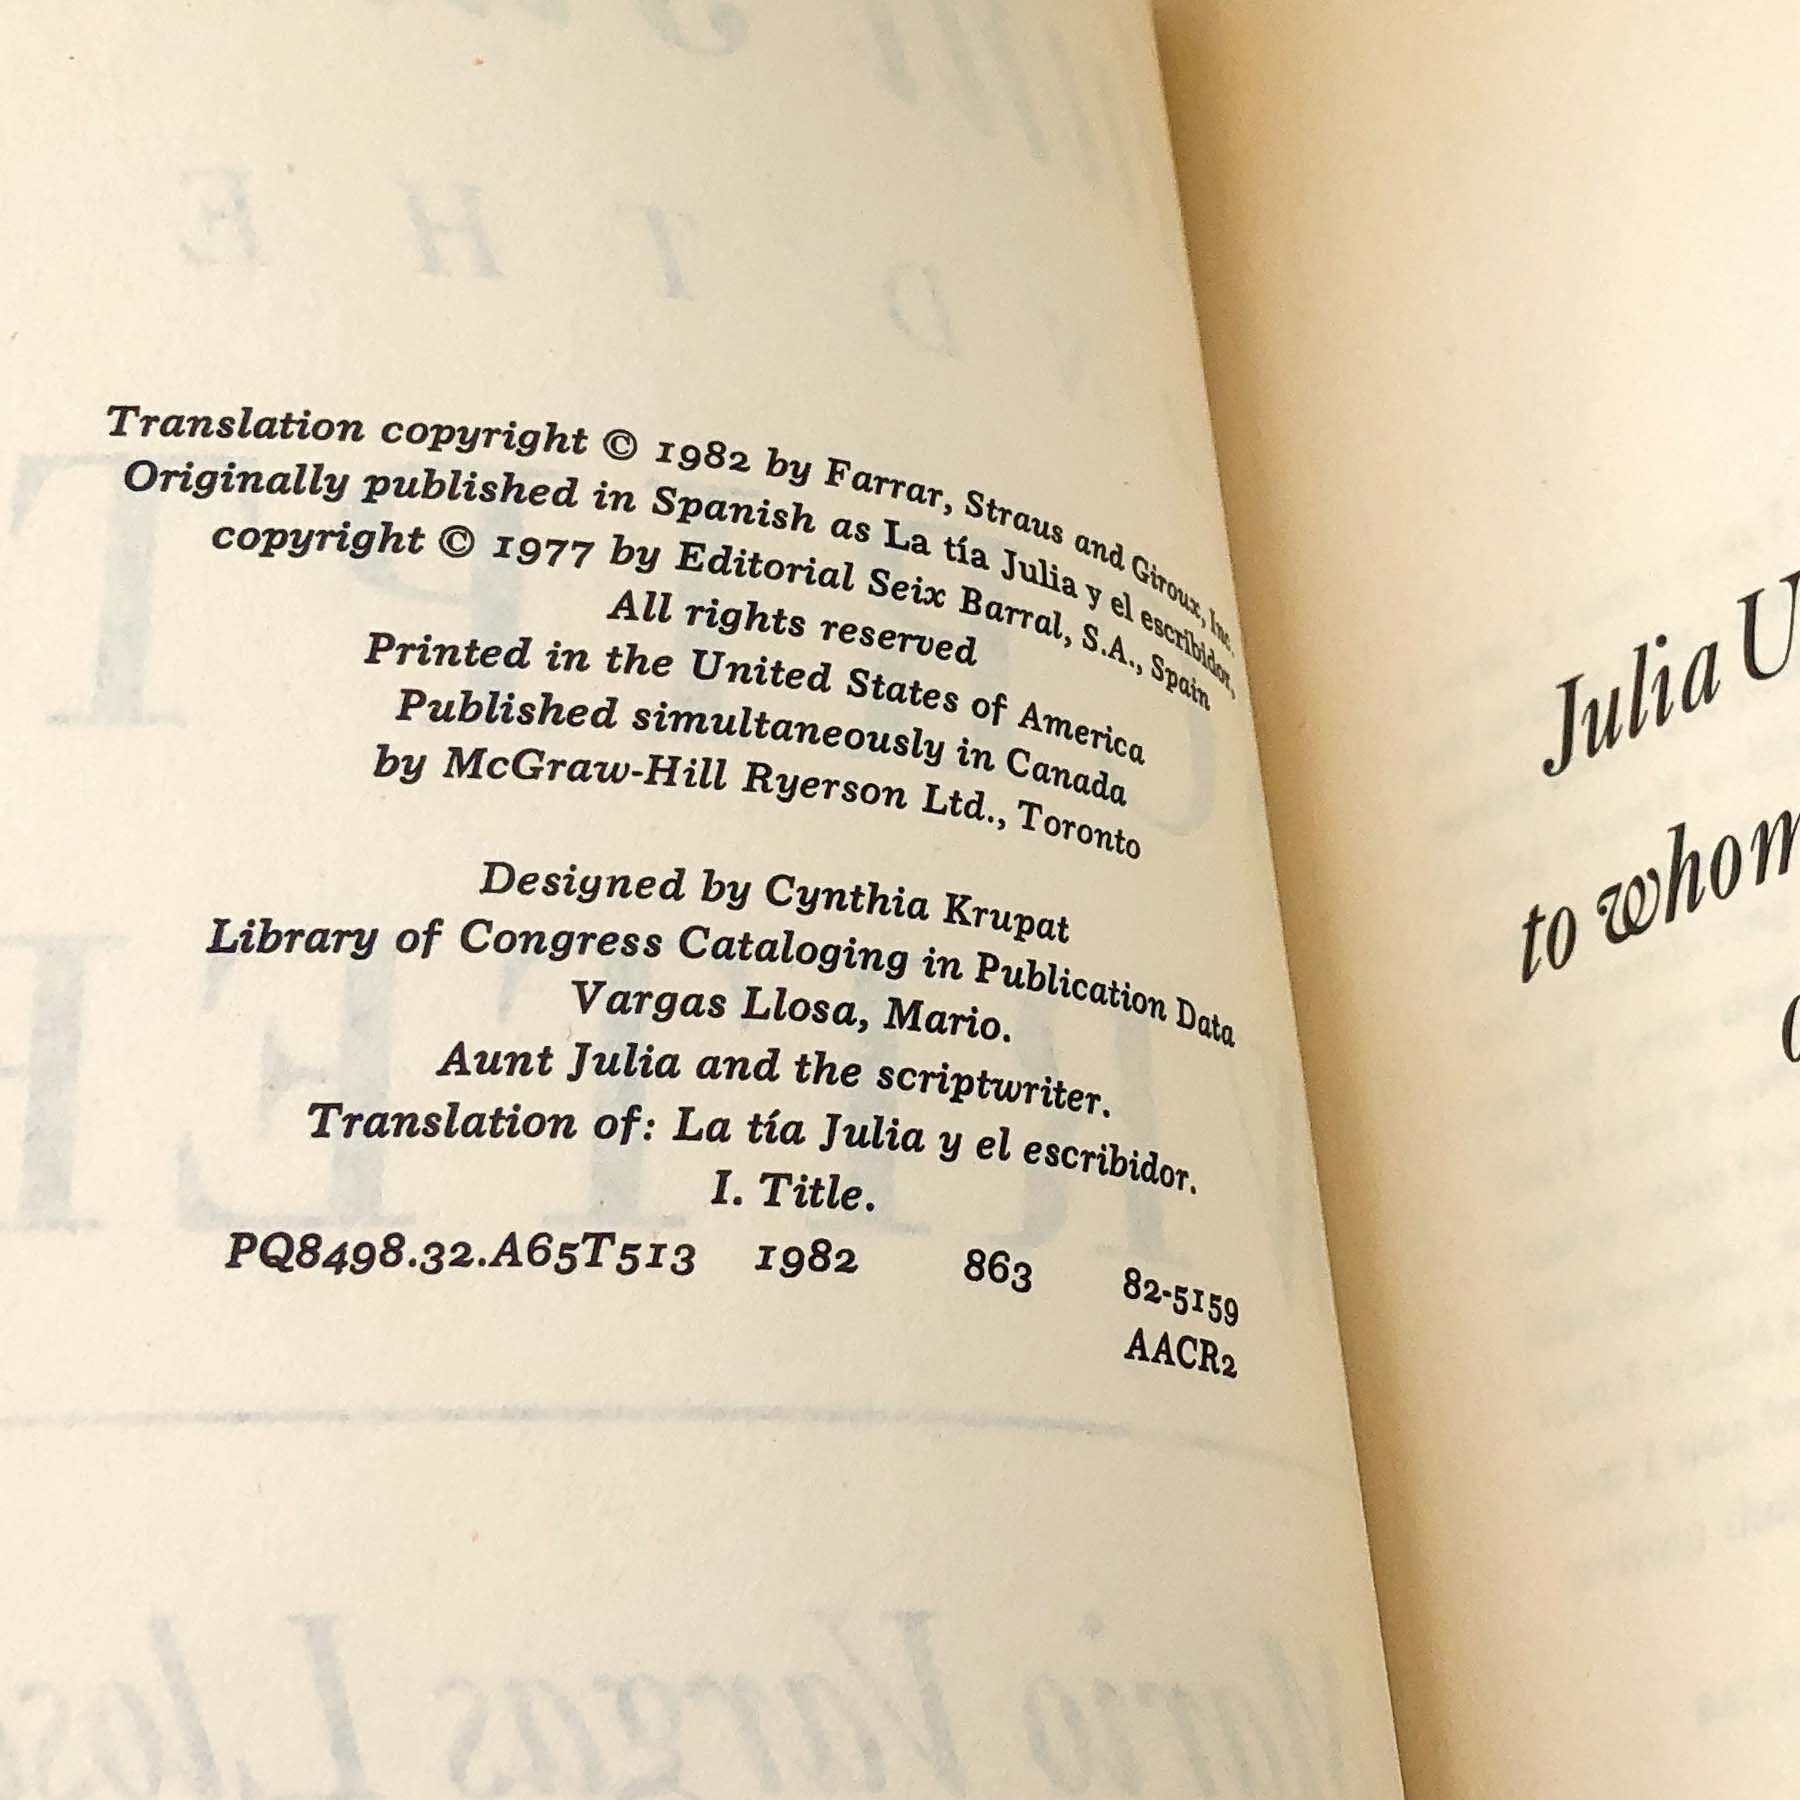 Translation copyright © 1982 by Farrar, Straus and Giroux, Inc.
Originally published in Spanish as La tía Julia y el escribidor,
copyright © 1977 by Editorial Seix Barral, S.A., Spain
All rights reserved
Printed in the United States of America
Published simultaneously in Canada
by McGraw-Hill Ryerson Ltd., Toronto
Designed by Cynthia Krupat
Library of Congress Cataloging in Publication Data
Vargas Llosa, Mario.
Aunt Julia and the scriptwriter.
Translation of: La tía Julia y el escribidor.
I. Title.
PQ8498.32.A65T513 1982 863 82-5159
AACR2
Julia U
to whom